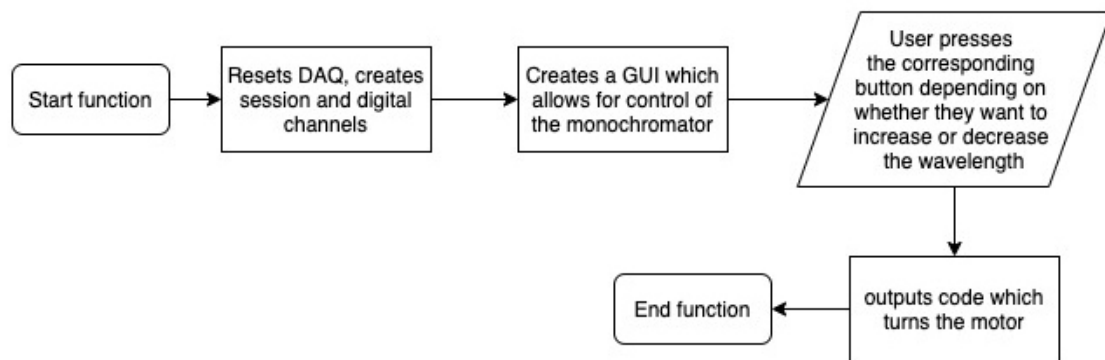 Start function
Resets DAQ, creates
session and digital
channels
Creates a GUI which
allows for control of
the monochromator
User presses
the corresponding
button depending on
whether they want to
increase or decrease
the wavelength
outputs code which
turns the motor
End function